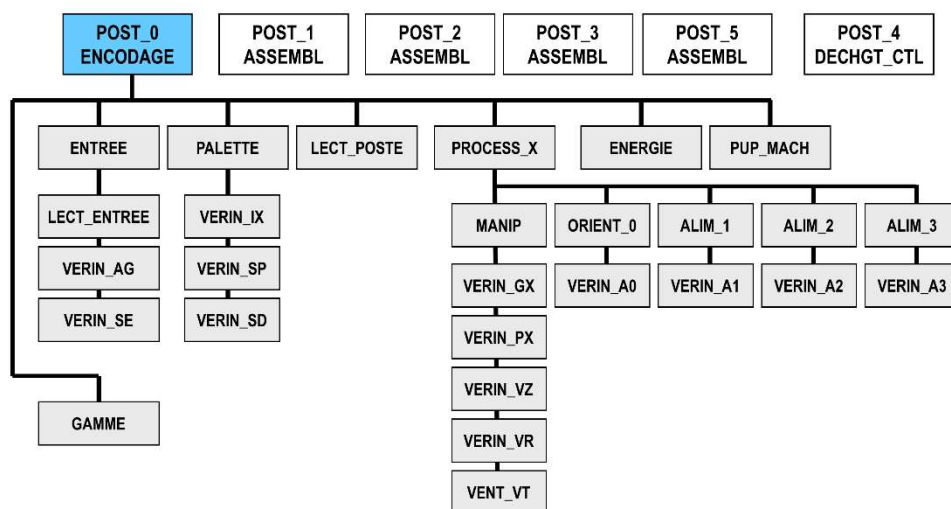 POST_0
ENCODAGE
POST_1
ASSEMBL
POST_2
ASSEMBL
POST_3
ASSEMBL
POST_5
ASSEMBL
POST_4
DECHGT_CTL
ENTREE
PALETTE
LECT_POSTE
PROCESS_X
ENERGIE
PUP_MACH
LECT_ENTREE
VERIN_IX
MANIP
ORIENT_0
ALIM_1
ALIM_2
ALIM_3
VERIN_AG
VERIN_SP
VERIN_GX
VERIN_A0
VERIN_A1
VERIN_A2
VERIN_A3
VERIN_SE
VERIN_SD
VERIN_PX
VERIN_VZ
GAMME
VERIN_VR
VENT_VT